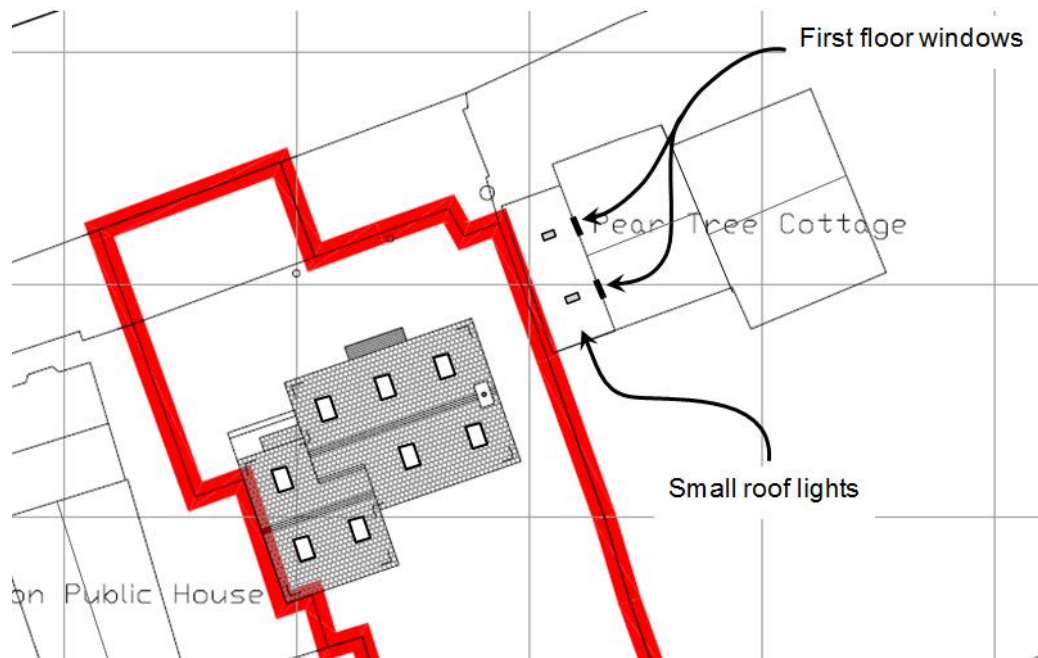 First floor windows
Pear Tree Cottage
Small roof lights
on Public House